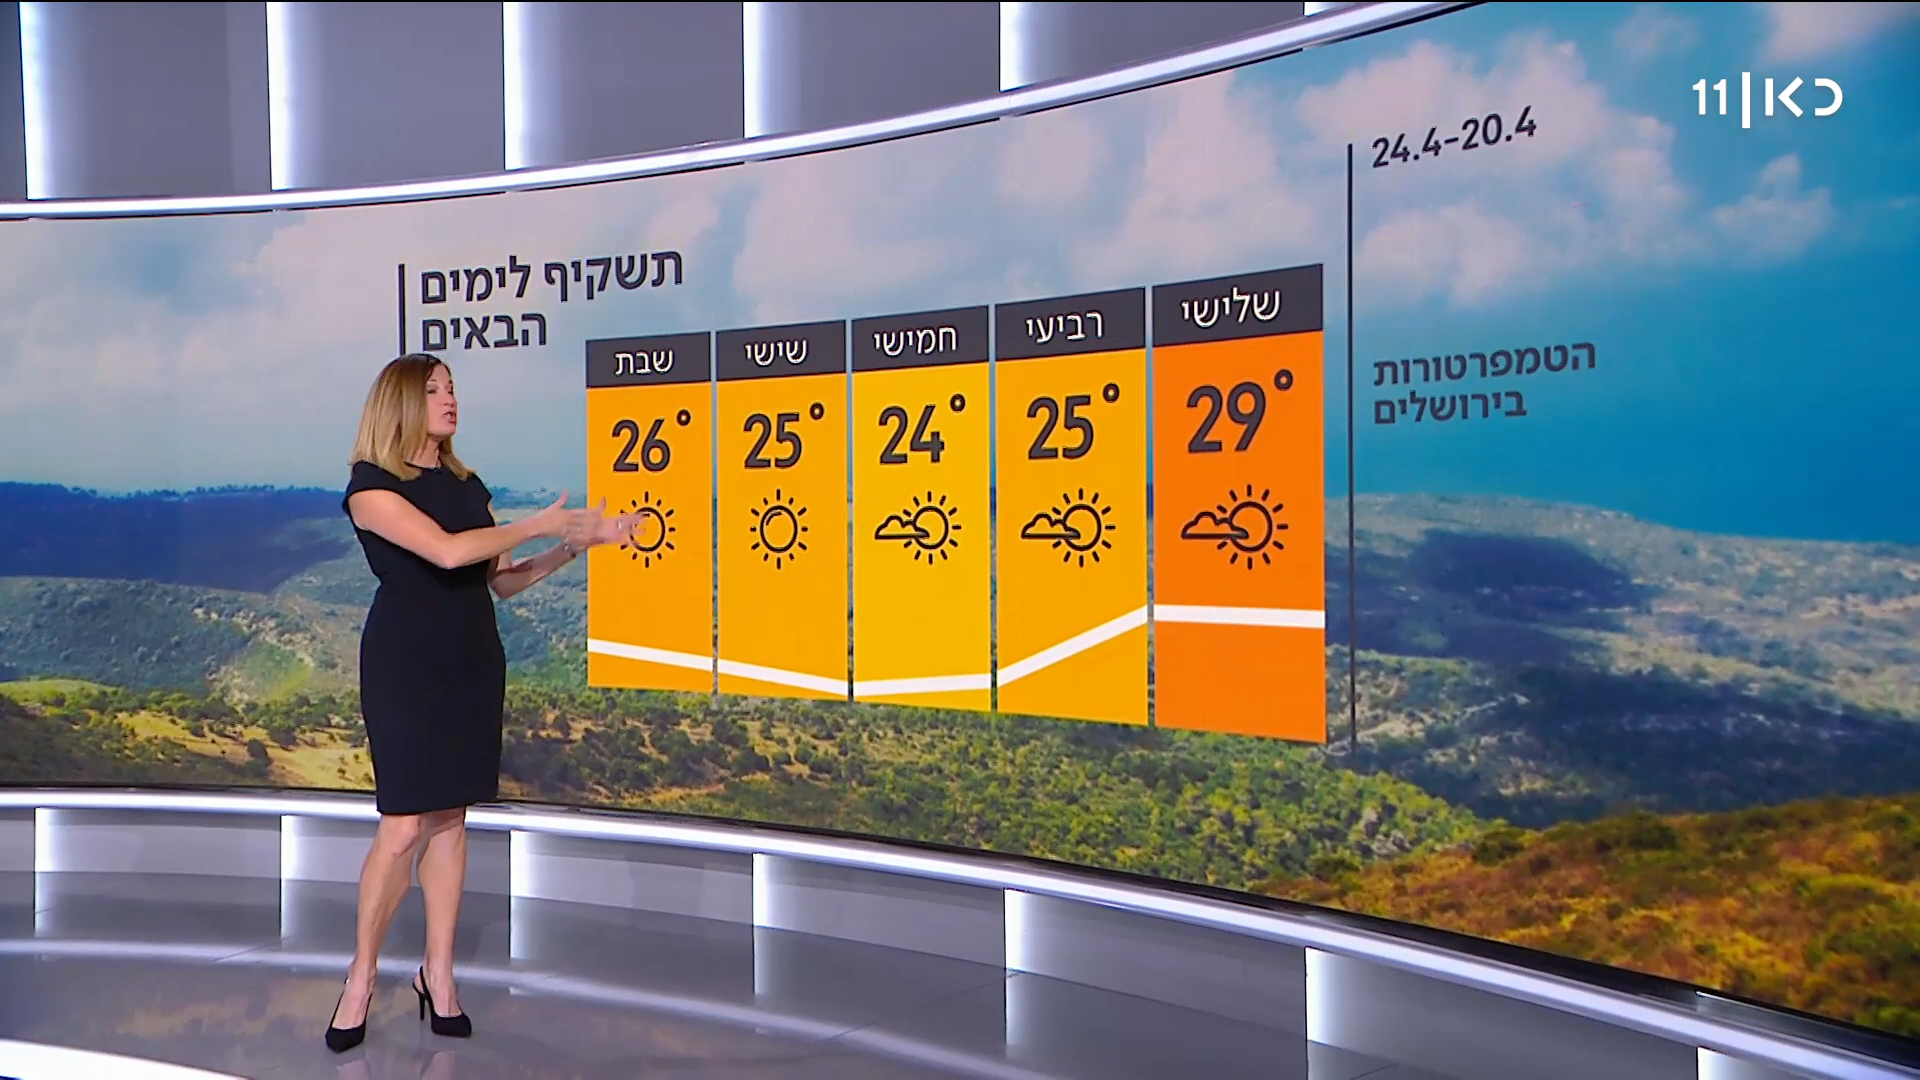 כאן|11
24.4-20.4
תשקיף לימים
הבאים
הטמפרטורות
בירושלים
שלישי
רביעי
חמישי
שישי
שבת
29°
25°
24°
25°
26°